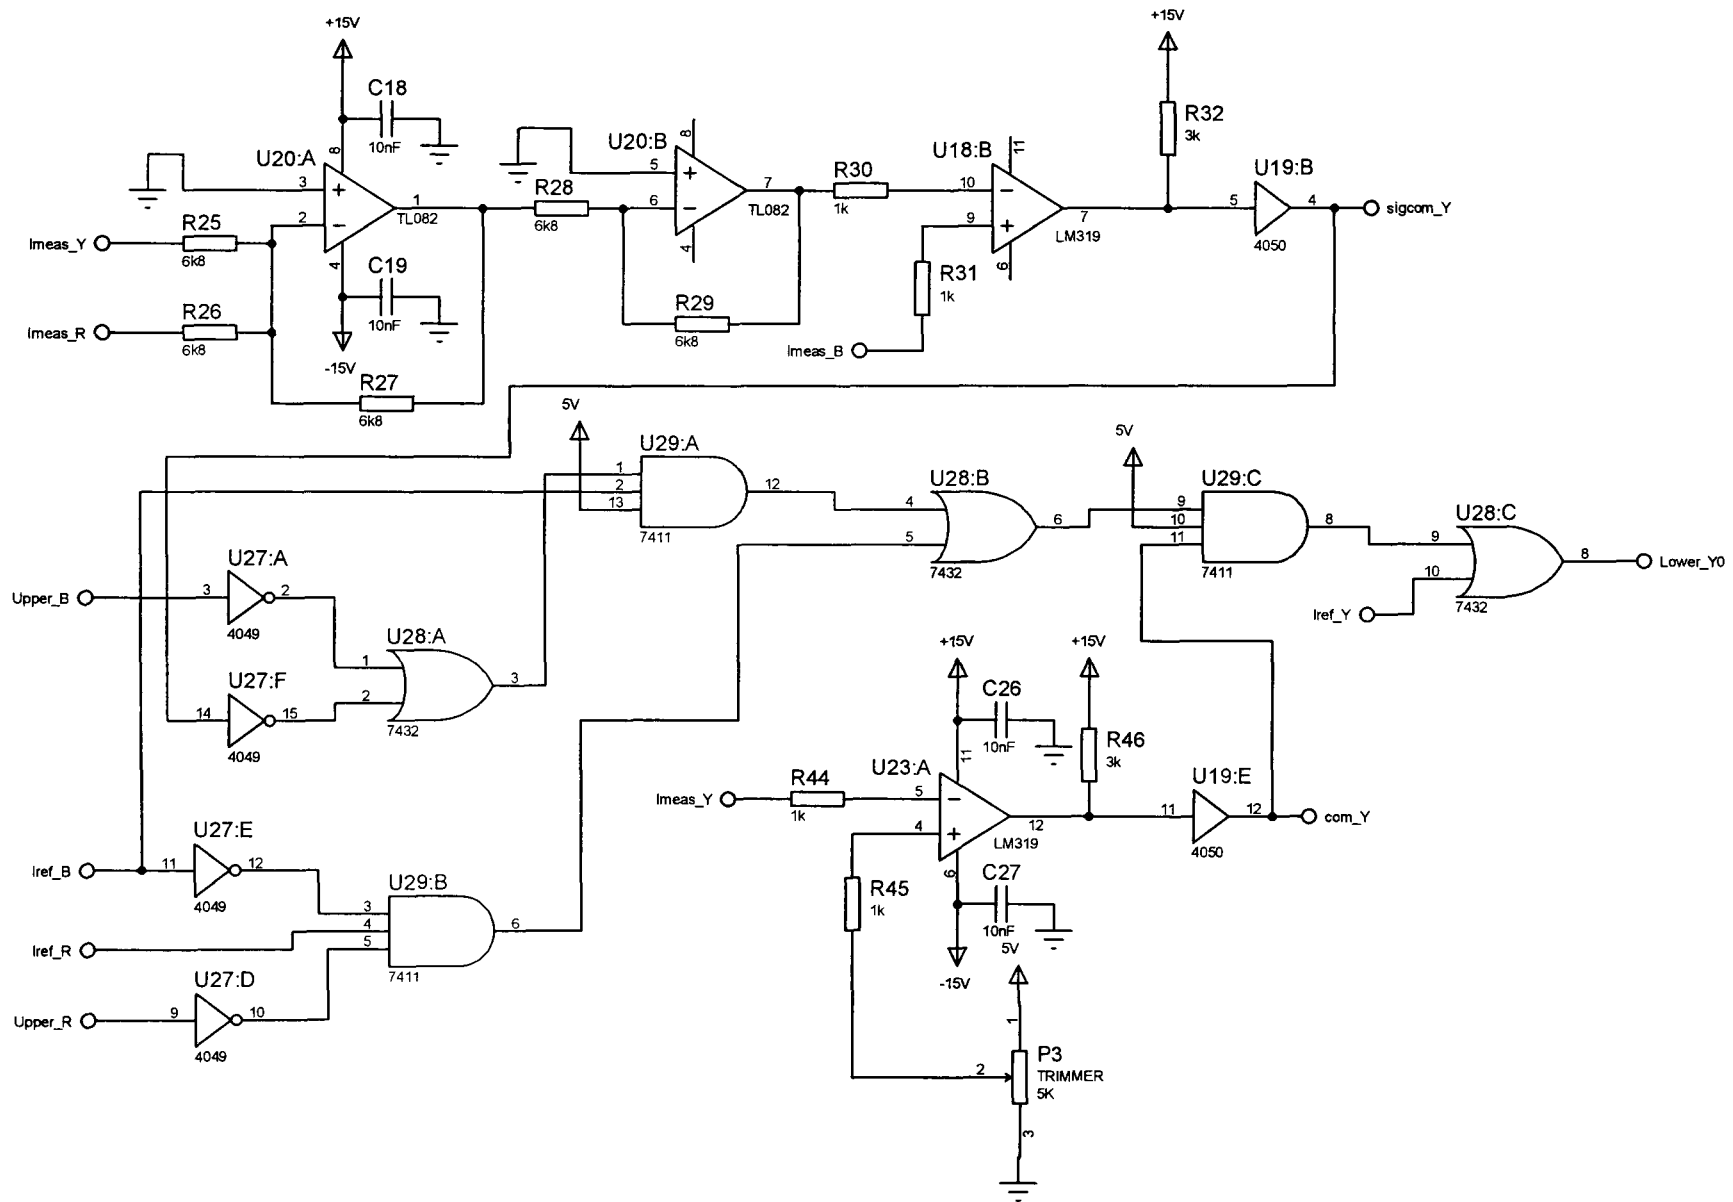 +15V
C18
10nF
8
U20:A
3
2
1
TL082
4
Imeas_Y
R25
6k8
Imeas_R
R26
6k8
C19
10nF
-15V
R27
6k8
R28
6k8
U20:B
8
5
6
7
TL082
4
R29
6k8
R30
1k
U18:B
11
10
9
7
LM319
6
R31
1k
Imeas_B
+15V
R32
3k
U19:B
5
4
4050
sigcom_Y
5V
U29:A
1
2
13
12
7411
U28:B
4
5
6
7432
5V
U29:C
9
10
11
8
7411
U28:C
9
10
8
7432
Lower_Y0
Iref_Y
Upper_B
U27:A
3
2
4049
U28:A
1
2
3
7432
U27:F
14
15
4049
Iref_B
U27:E
11
12
4049
U29:B
3
4
5
6
7411
Iref_R
Upper_R
U27:D
9
10
4049
+15V
C26
10nF
11
U23:A
Imeas_Y
R44
1k
5
4
12
LM319
6
+15V
R46
3k
U19:E
11
12
4050
com_Y
R45
1k
C27
10nF
-15V
5V
1
P3
TRIMMER
5K
2
3